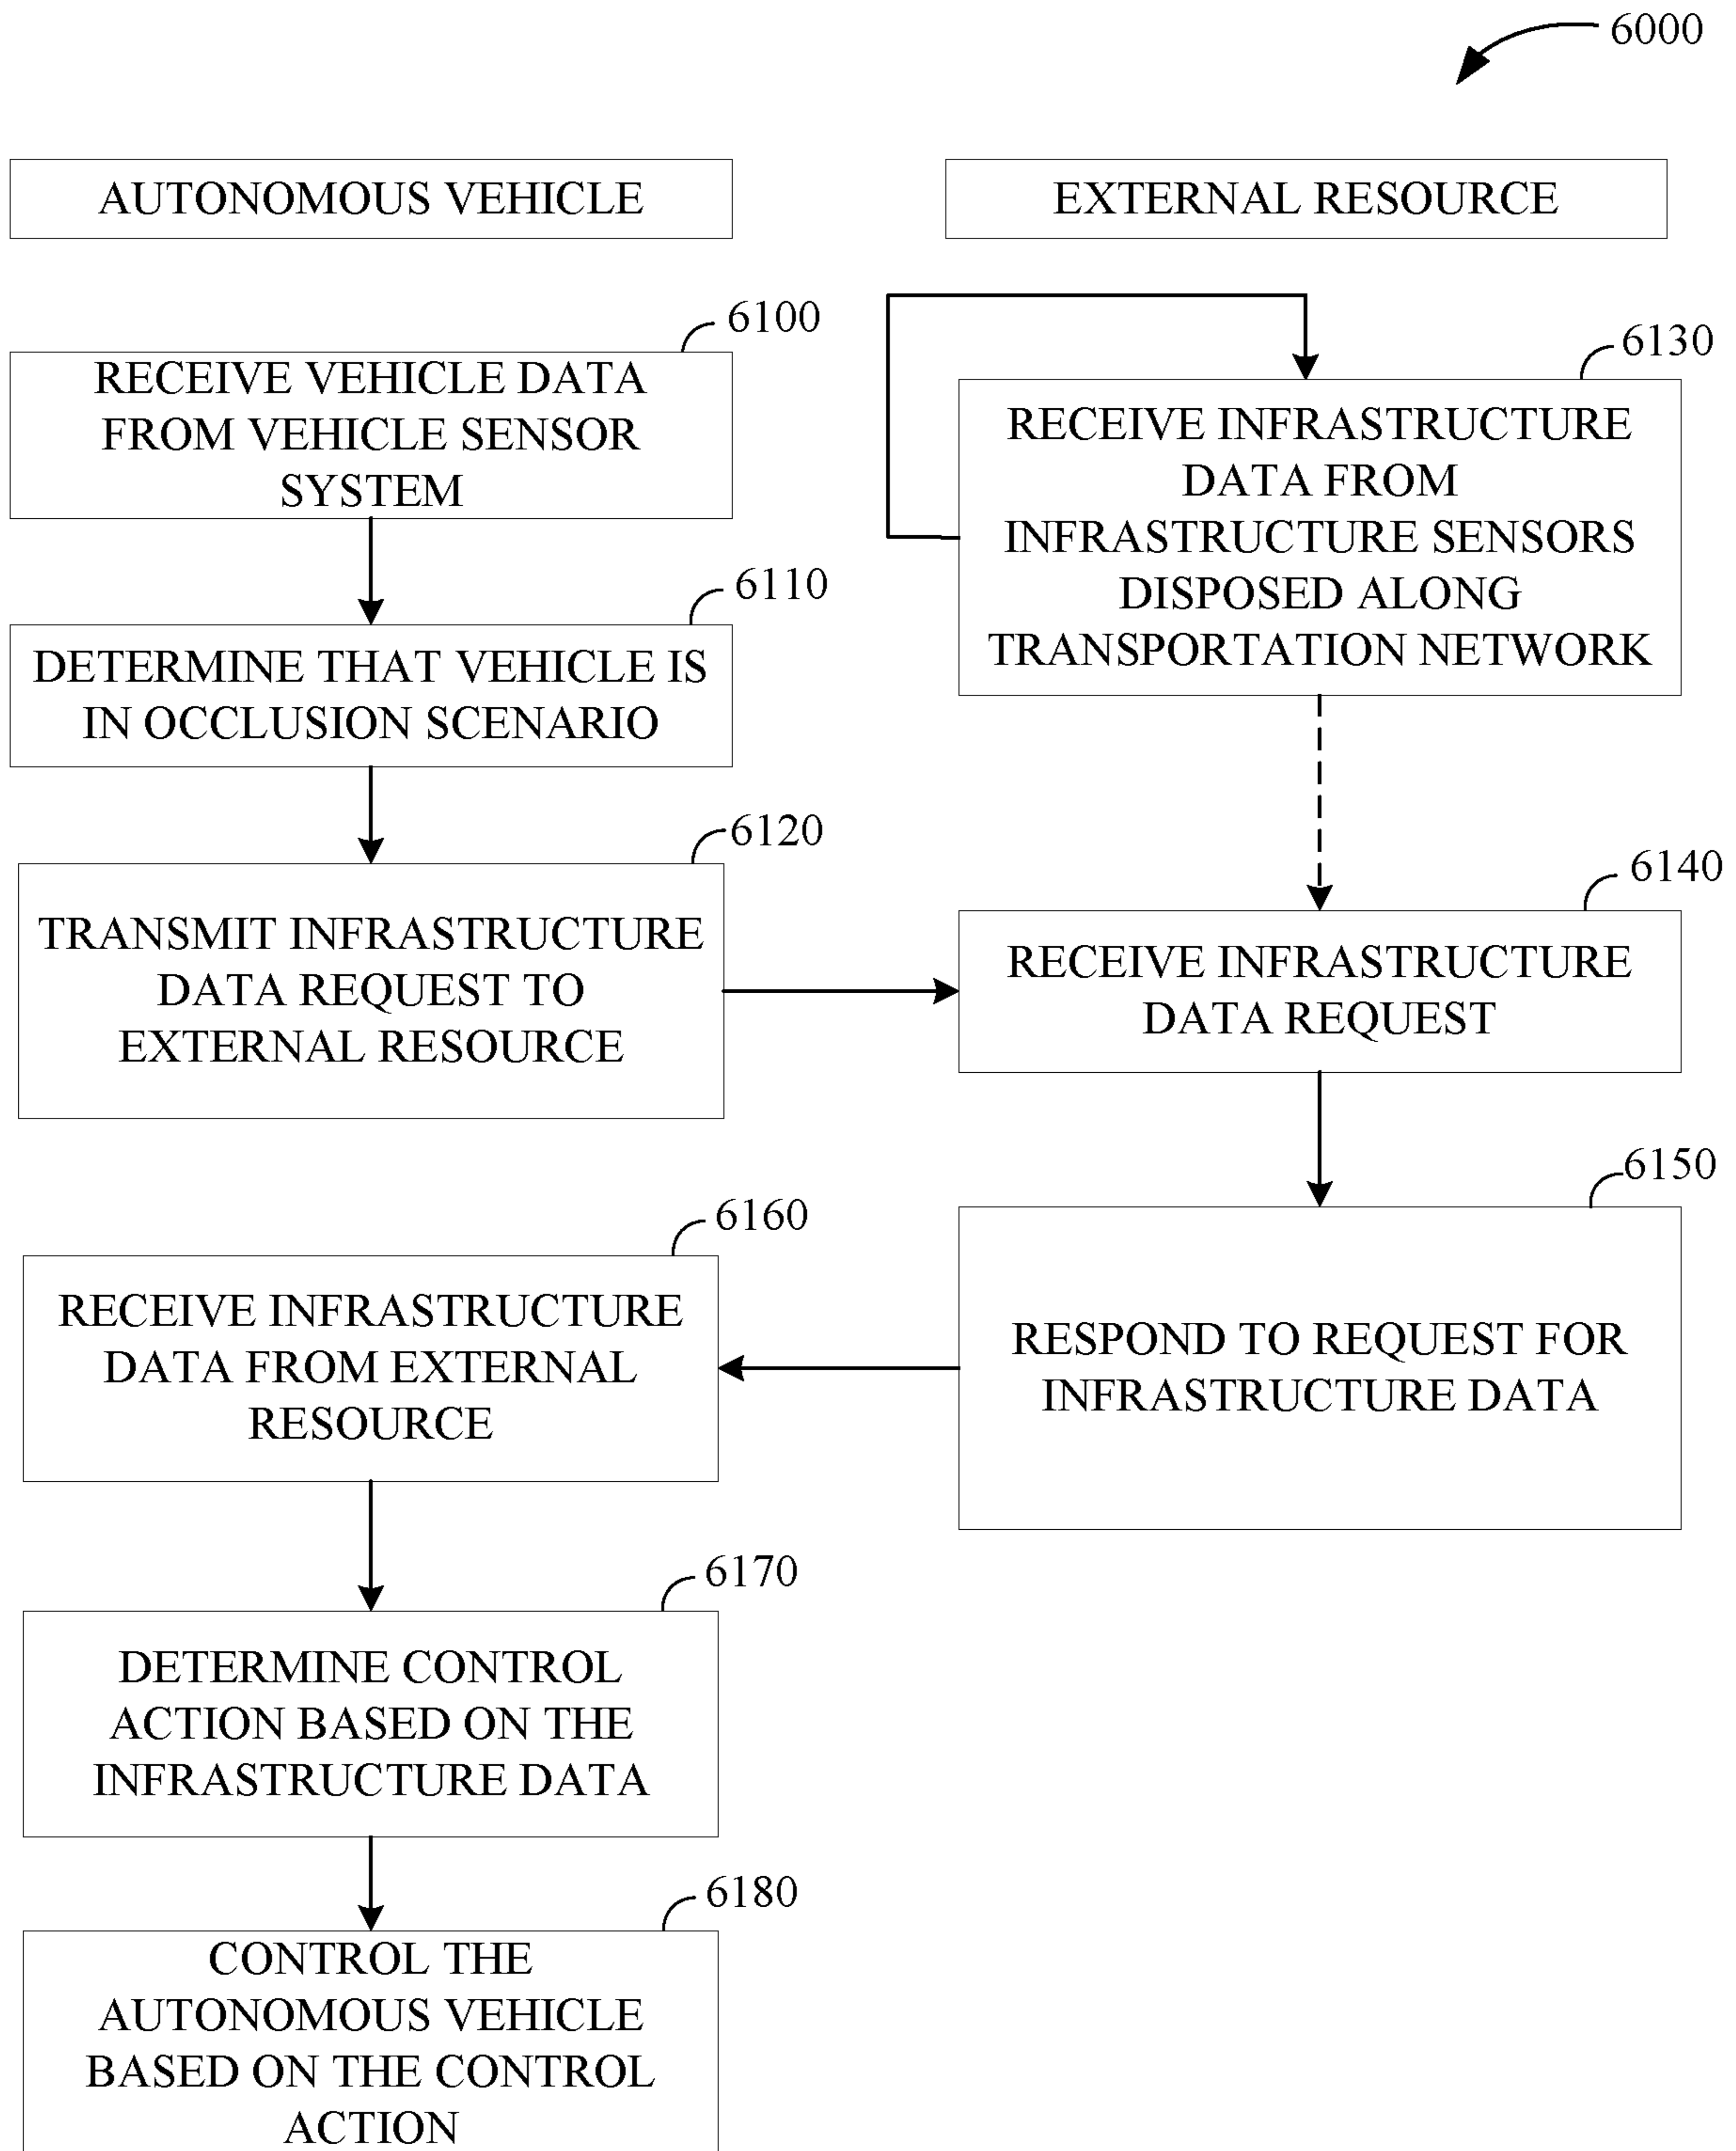 6000
AUTONOMOUS VEHICLE
EXTERNAL RESOURCE
6100
RECEIVE VEHICLE DATA
FROM VEHICLE SENSOR
SYSTEM
6110
DETERMINE THAT VEHICLE IS
IN OCCLUSION SCENARIO
6120
TRANSMIT INFRASTRUCTURE
DATA REQUEST TO
EXTERNAL RESOURCE
6130
RECEIVE INFRASTRUCTURE
DATA FROM
INFRASTRUCTURE SENSORS
DISPOSED ALONG
TRANSPORTATION NETWORK
6140
RECEIVE INFRASTRUCTURE
DATA REQUEST
6150
RESPOND TO REQUEST FOR
INFRASTRUCTURE DATA
6160
RECEIVE INFRASTRUCTURE
DATA FROM EXTERNAL
RESOURCE
6170
DETERMINE CONTROL
ACTION BASED ON THE
INFRASTRUCTURE DATA
6180
CONTROL THE
AUTONOMOUS VEHICLE
BASED ON THE CONTROL
ACTION